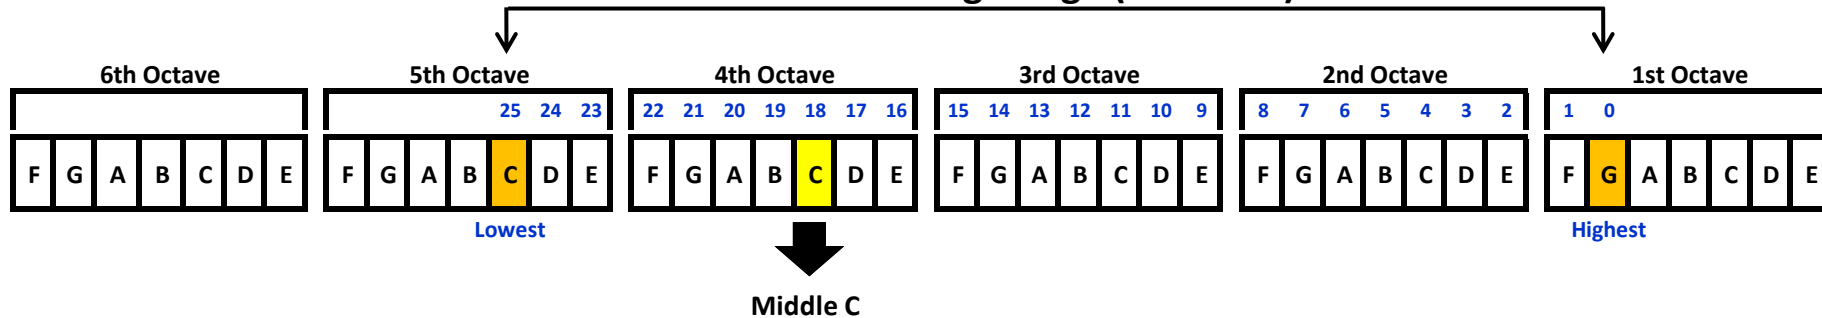 6th Octave 5th Octave 4th Octave 3rd Octave 2nd Octave 1st Octave
25 24 23 22 21 20 19 18 17 16 15 14 13 12 11 10 9 8 7 6 5 4 3 2 1 0
F G A B C D E F G A B C D E F G A B C D E F G A B C D E F G A B C D E F G A B C D E
Lowest Highest
Middle C